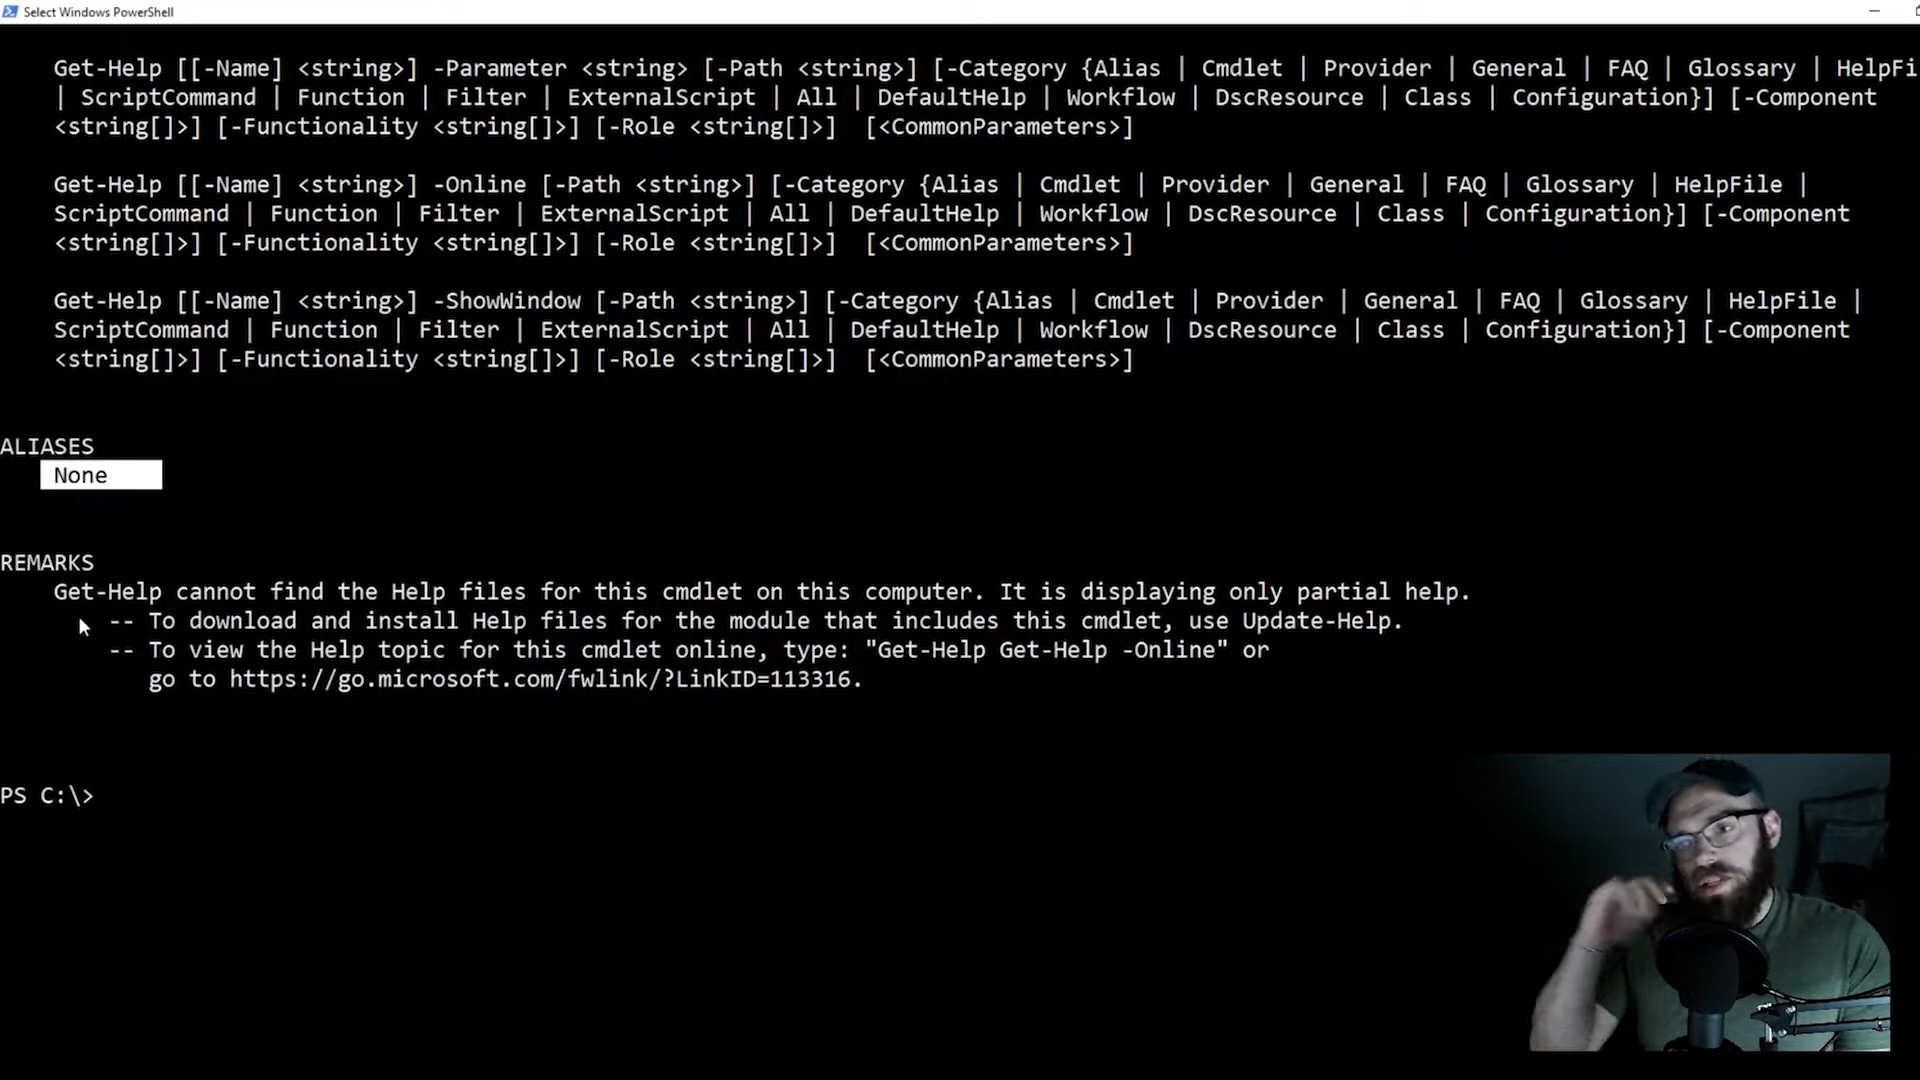 Select Windows PowerShell
Get-Help [[-Name] <string>] -Parameter <string> [-Path <string>] [-Category {Alias | Cmdlet | Provider | General | FAQ | Glossary | HelpFi
| ScriptCommand | Function | Filter | ExternalScript | All | DefaultHelp | Workflow | DscResource | Class | Configuration}] [-Component
<string[]>] [-Functionality <string[]>] [-Role <string[]>]  [<CommonParameters>]
Get-Help [[-Name] <string>] -Online [-Path <string>] [-Category {Alias | Cmdlet | Provider | General | FAQ | Glossary | HelpFile |
ScriptCommand | Function | Filter | ExternalScript | All | DefaultHelp | Workflow | DscResource | Class | Configuration}] [-Component
<string[]>] [-Functionality <string[]>] [-Role <string[]>]  [<CommonParameters>]
Get-Help [[-Name] <string>] -ShowWindow [-Path <string>] [-Category {Alias | Cmdlet | Provider | General | FAQ | Glossary | HelpFile |
ScriptCommand | Function | Filter | ExternalScript | All | DefaultHelp | Workflow | DscResource | Class | Configuration}] [-Component
<string[]>] [-Functionality <string[]>] [-Role <string[]>]  [<CommonParameters>]
ALIASES
None
REMARKS
Get-Help cannot find the Help files for this cmdlet on this computer. It is displaying only partial help.
-- To download and install Help files for the module that includes this cmdlet, use Update-Help.
-- To view the Help topic for this cmdlet online, type: "Get-Help Get-Help -Online" or
go to https://go.microsoft.com/fwlink/?LinkID=113316.
PS C:\>